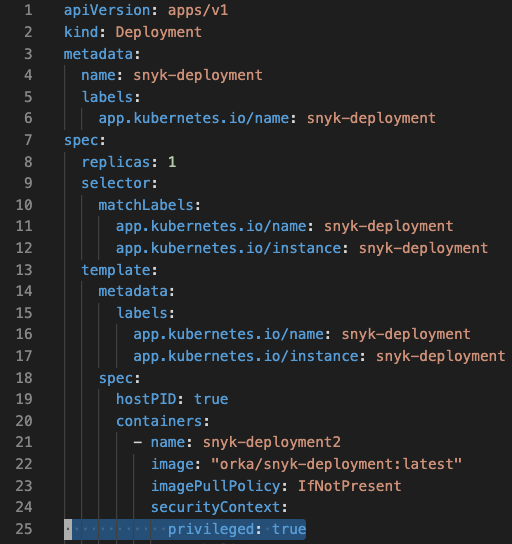 1 apiVersion: apps/v1
2 kind: Deployment
3 metadata:
4   name: snyk-deployment
5   labels:
6     app.kubernetes.io/name: snyk-deployment
7 spec:
8   replicas: 1
9   selector:
10     matchLabels:
11       app.kubernetes.io/name: snyk-deployment
12       app.kubernetes.io/instance: snyk-deployment
13   template:
14     metadata:
15       labels:
16         app.kubernetes.io/name: snyk-deployment
17         app.kubernetes.io/instance: snyk-deployment
18     spec:
19       hostPID: true
20       containers:
21         - name: snyk-deployment2
22           image: "orka/snyk-deployment:latest"
23           imagePullPolicy: IfNotPresent
24           securityContext:
25             privileged: true